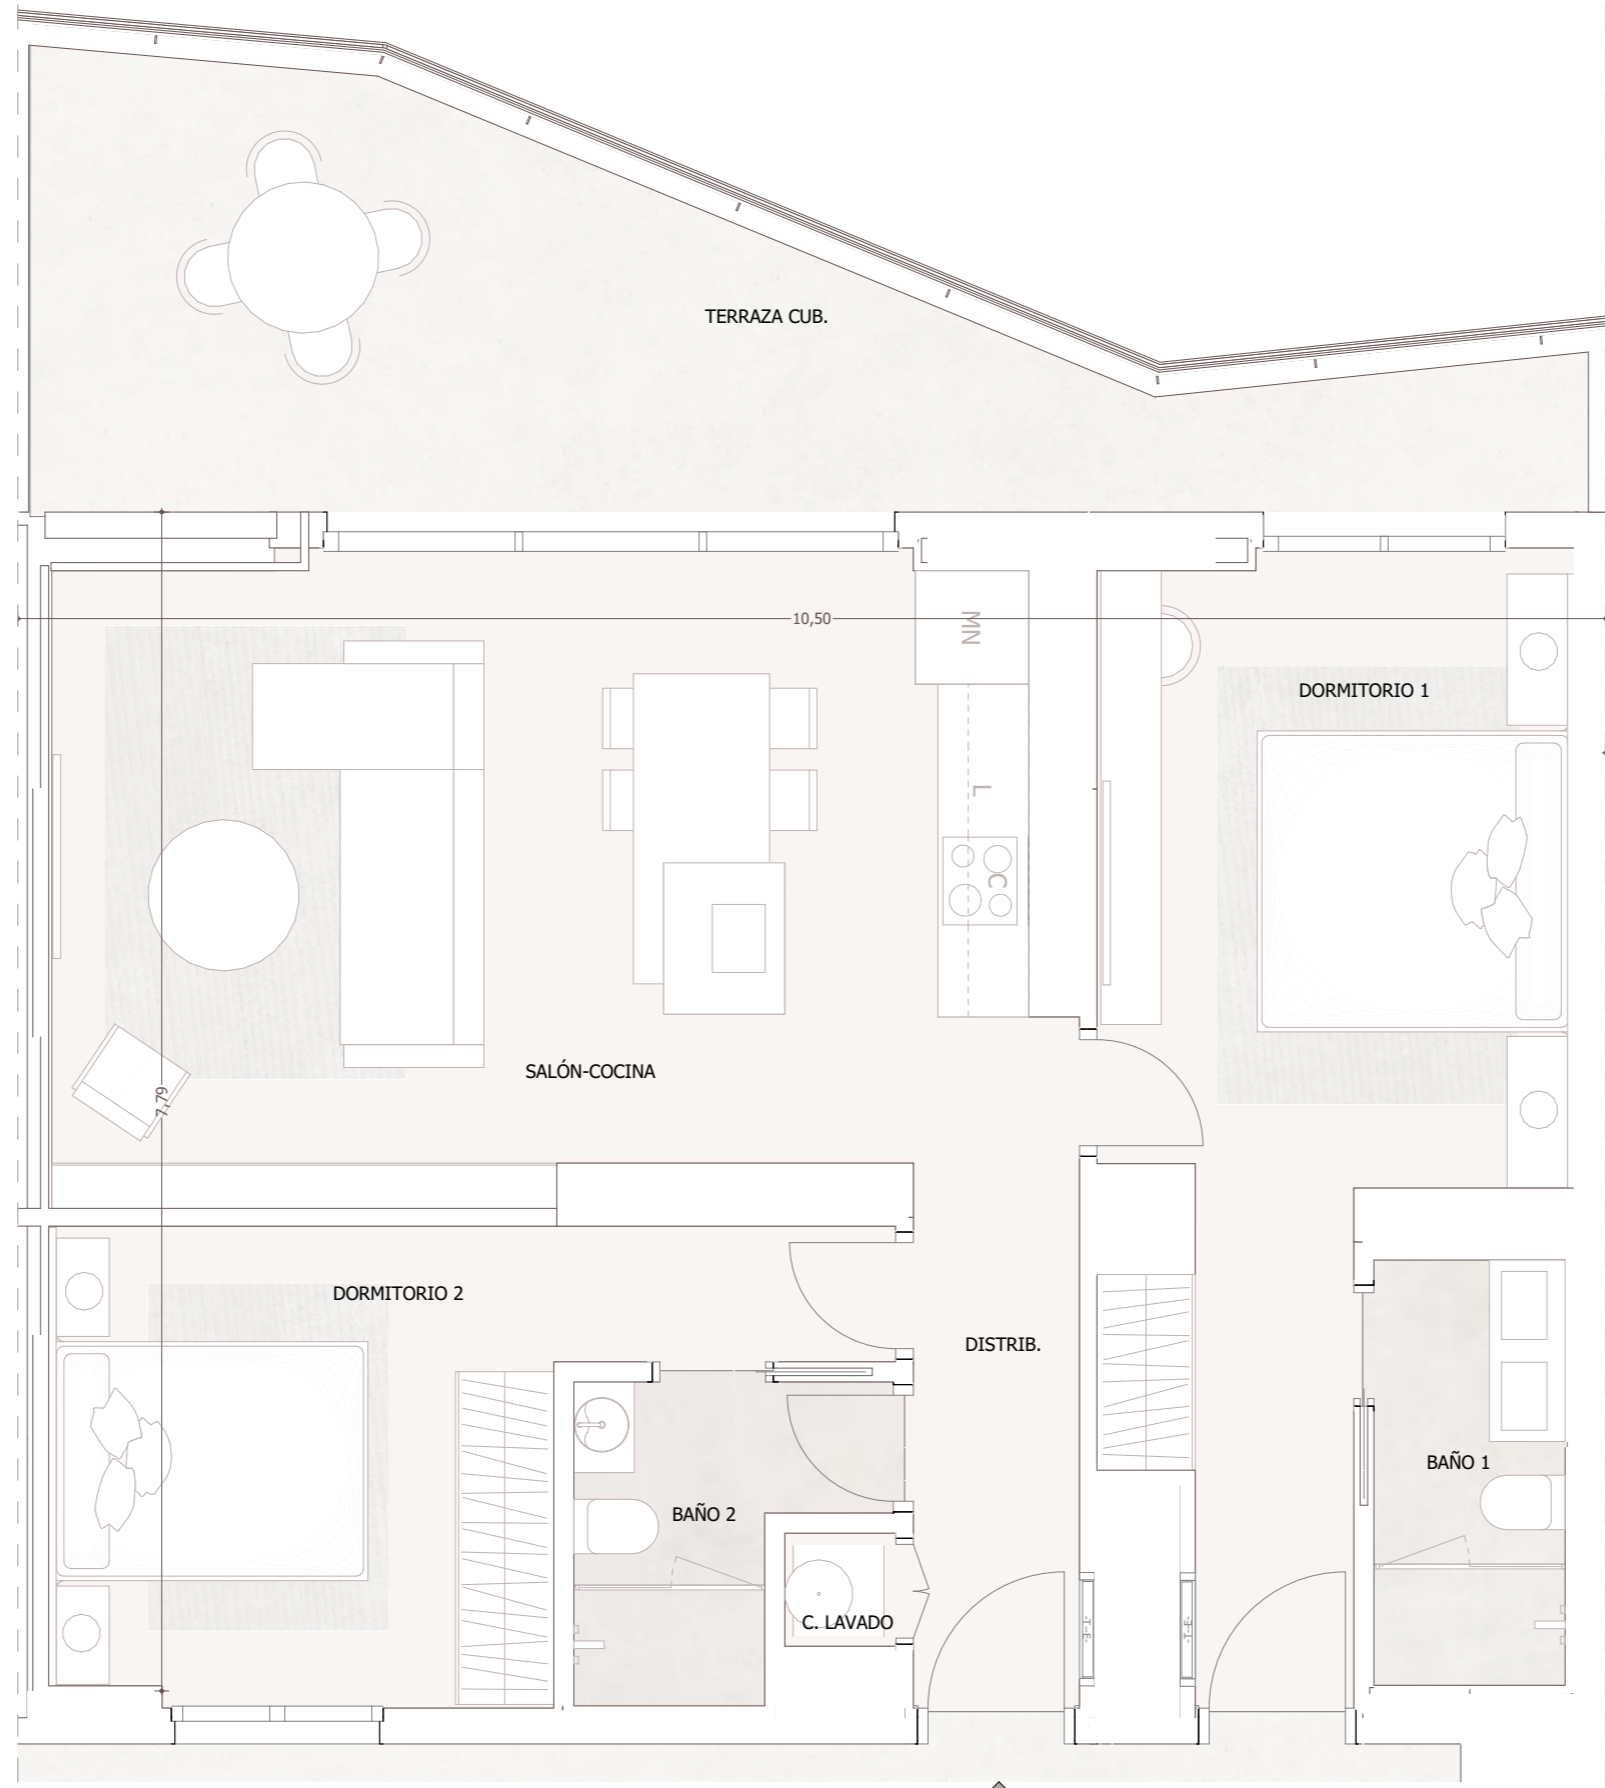 TERRAZA CUB.
10,50
MN
DORMITORIO 1
L
C
SALÓN-COCINA
7,79
DORMITORIO 2
DISTRIB.
BAÑO 1
BAÑO 2
C. LAVADO